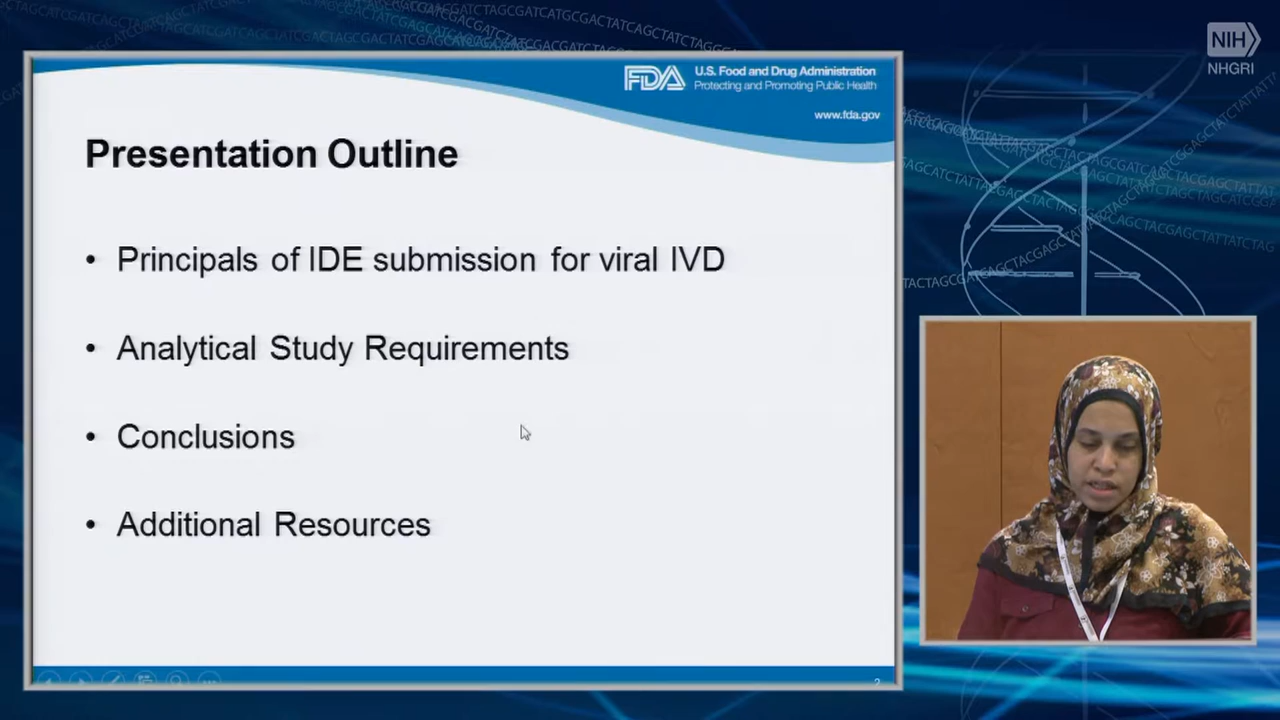 NIH
NHGRI
FDA U.S. Food and Drug Administration
Protecting and Promoting Public Health
www.fda.gov
Presentation Outline
• Principals of IDE submission for viral IVD
• Analytical Study Requirements
• Conclusions
• Additional Resources
2